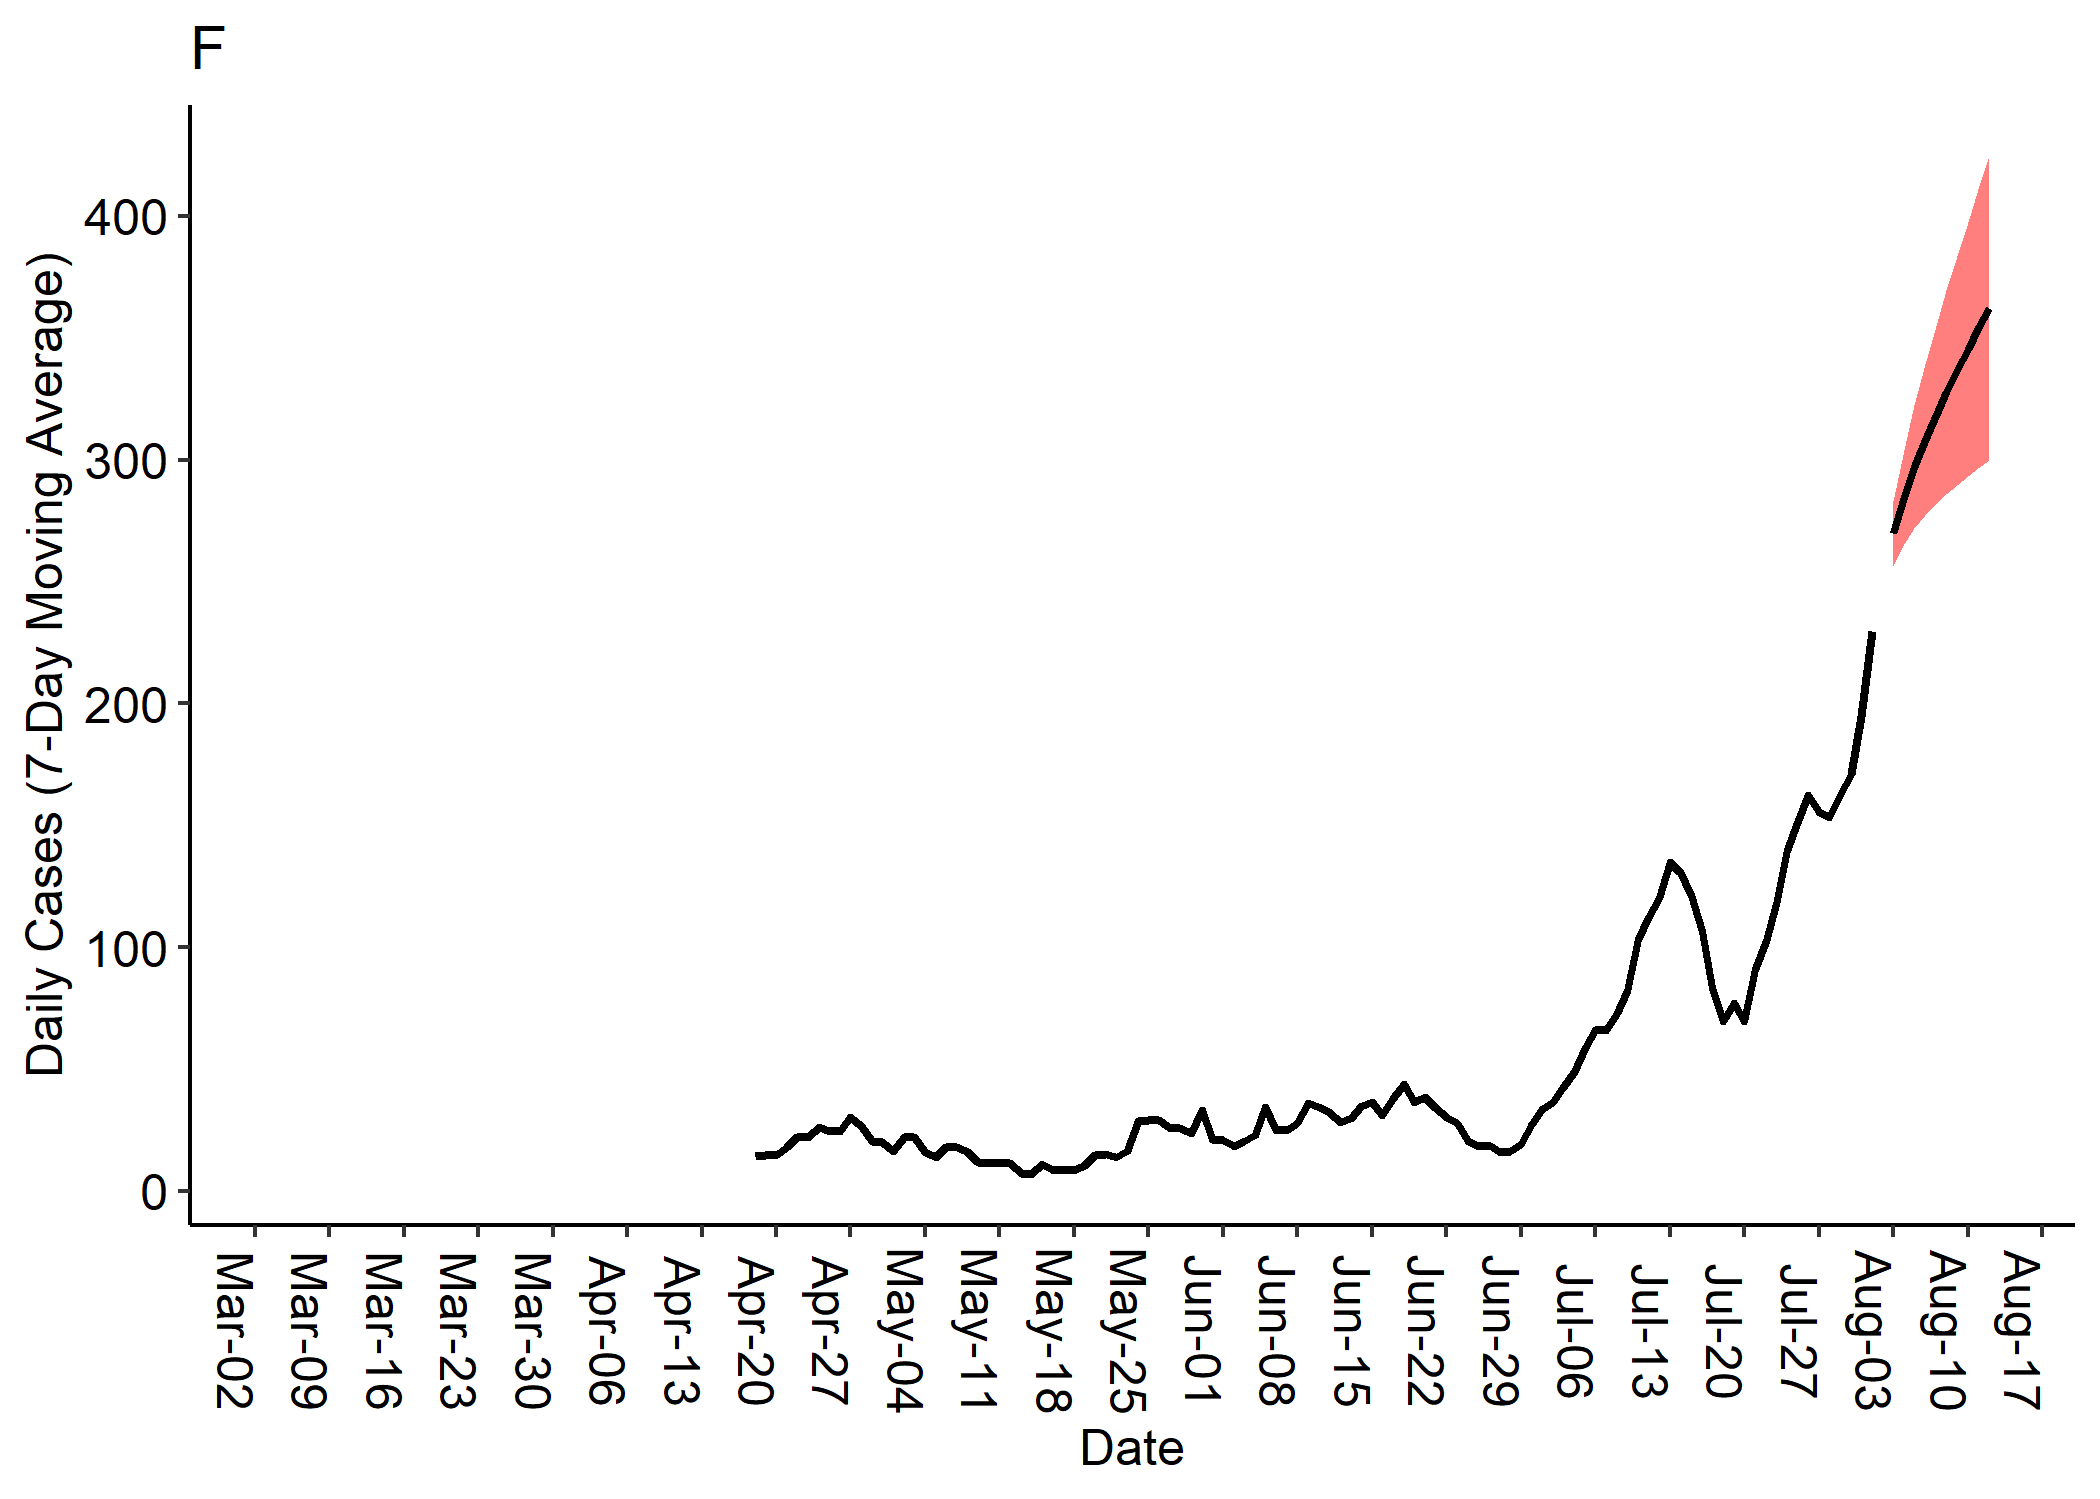 F
Daily Cases (7-Day Moving Average)
400
300
200
100
0
Mar-02
Mar-09
Mar-16
Mar-23
Mar-30
Apr-06
Apr-13
Apr-20
Apr-27
May-04
May-11
May-18
May-25
Jun-01
Jun-08
Jun-15
Jun-22
Jun-29
Jul-06
Jul-13
Jul-20
Jul-27
Aug-03
Aug-10
Aug-17
Date